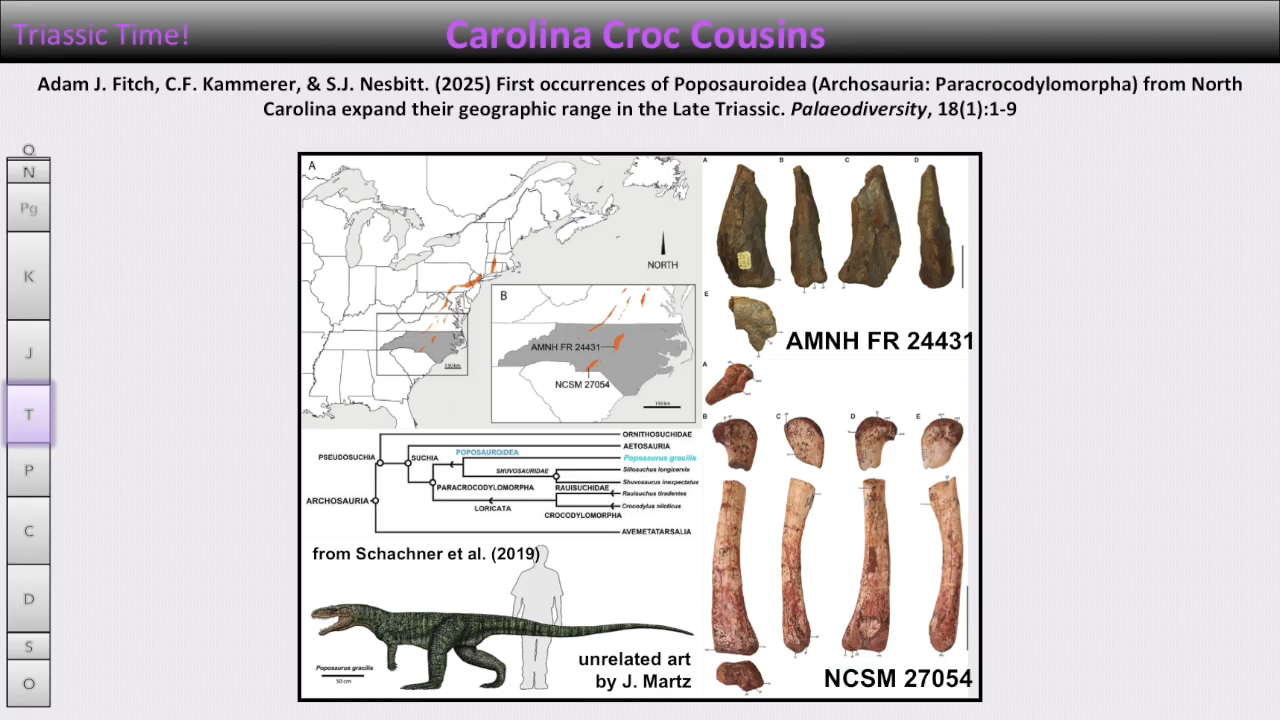 Triassic Time!
Carolina Croc Cousins
Adam J. Fitch, C.F. Kammerer, & S.J. Nesbitt. (2025) First occurrences of Poposauroidea (Archosauria: Paracrocodylomorpha) from North
Carolina expand their geographic range in the Late Triassic. Palaeodiversity, 18(1):1-9
Q
N
Pg
K
J
T
P
C
D
S
O
A
NORTH
150 km
B
AMNH FR 24431
NCSM 27054
150 km
ORNITHOSUCHIDAE
AETOSAURIA
PSEUDOSUCHIA
SUCHIA
POPOSAUROIDEA
Poposaurus gracilis
SHUVOSAURIDAE
Sillosuchus longicervix
Shuvosaurus inexpectatus
PARACROCODYLOMORPHA
RAUISUCHIDAE
Rauisuchus tiradentes
ARCHOSAURIA
LORICATA
Crocodylus niloticus
CROCODYLOMORPHA
AVEMETATARSALIA
from Schachner et al. (2019)
Poposaurus gracilis
50 cm
unrelated art
by J. Martz
A B C D
E
AMNH FR 24431
A
B C D E
NCSM 27054